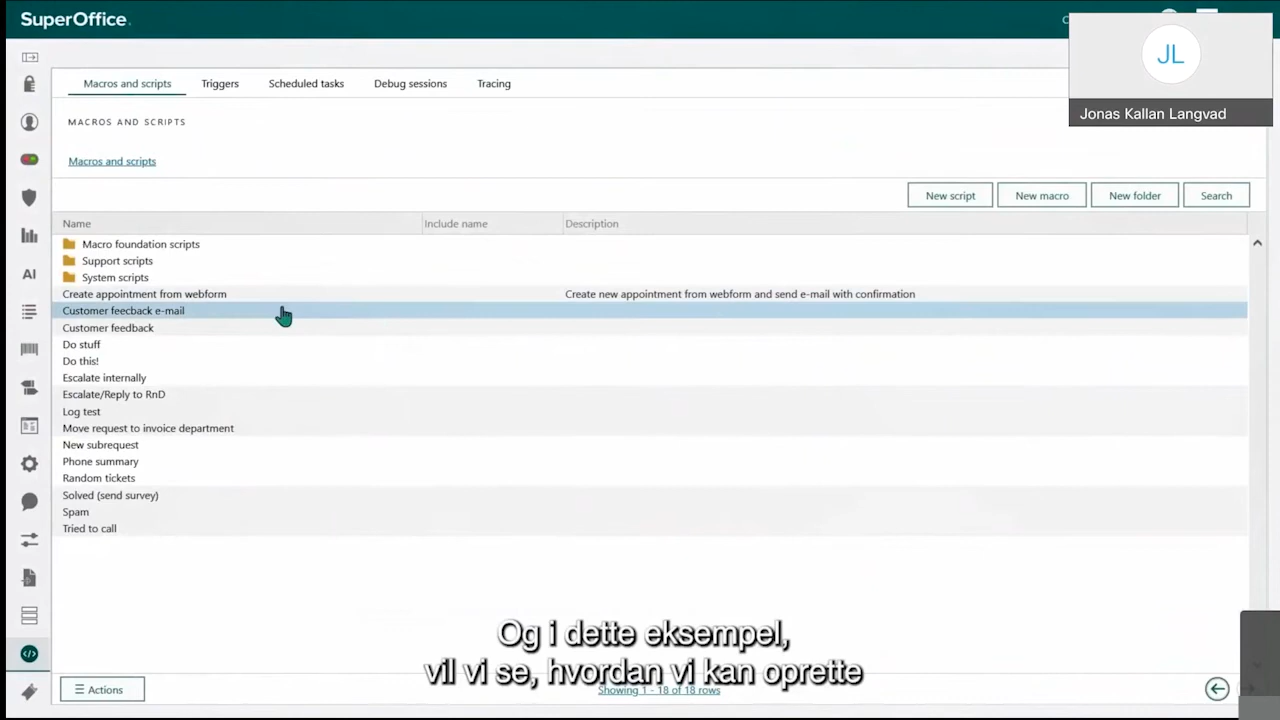 SuperOffice
JL
Jonas Kallan Langvad
Macros and scripts
Triggers
Scheduled tasks
Debug sessions
Tracing
MACROS AND SCRIPTS
Macros and scripts
New script
New macro
New folder
Search
Name
Include name
Description
Macro foundation scripts
Support scripts
System scripts
Create appointment from webform
Create new appointment from webform and send e-mail with confirmation
Customer feecback e-mail
Customer feedback
Do stuff
Do this!
Escalate internally
Escalate/Reply to RnD
Log test
Move request to invoice department
New subrequest
Phone summary
Random tickets
Solved (send survey)
Spam
Tried to call
AI
Og i dette eksempel,
vil vi se, hvordan vi kan oprette
Actions
Showing 1 - 18 of 18 rows